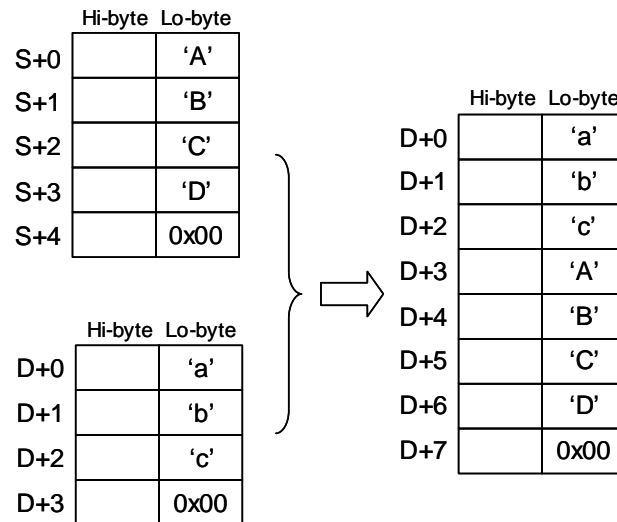 Hi-byte Lo-byte
S+0 ‘A’
S+1 ‘B’
S+2 ‘C’
S+3 ‘D’
S+4 0x00
Hi-byte Lo-byte
D+0 ‘a’
D+1 ‘b’
D+2 ‘c’
D+3 0x00
Hi-byte Lo-byte
D+0 ‘a’
D+1 ‘b’
D+2 ‘c’
D+3 ‘A’
D+4 ‘B’
D+5 ‘C’
D+6 ‘D’
D+7 0x00